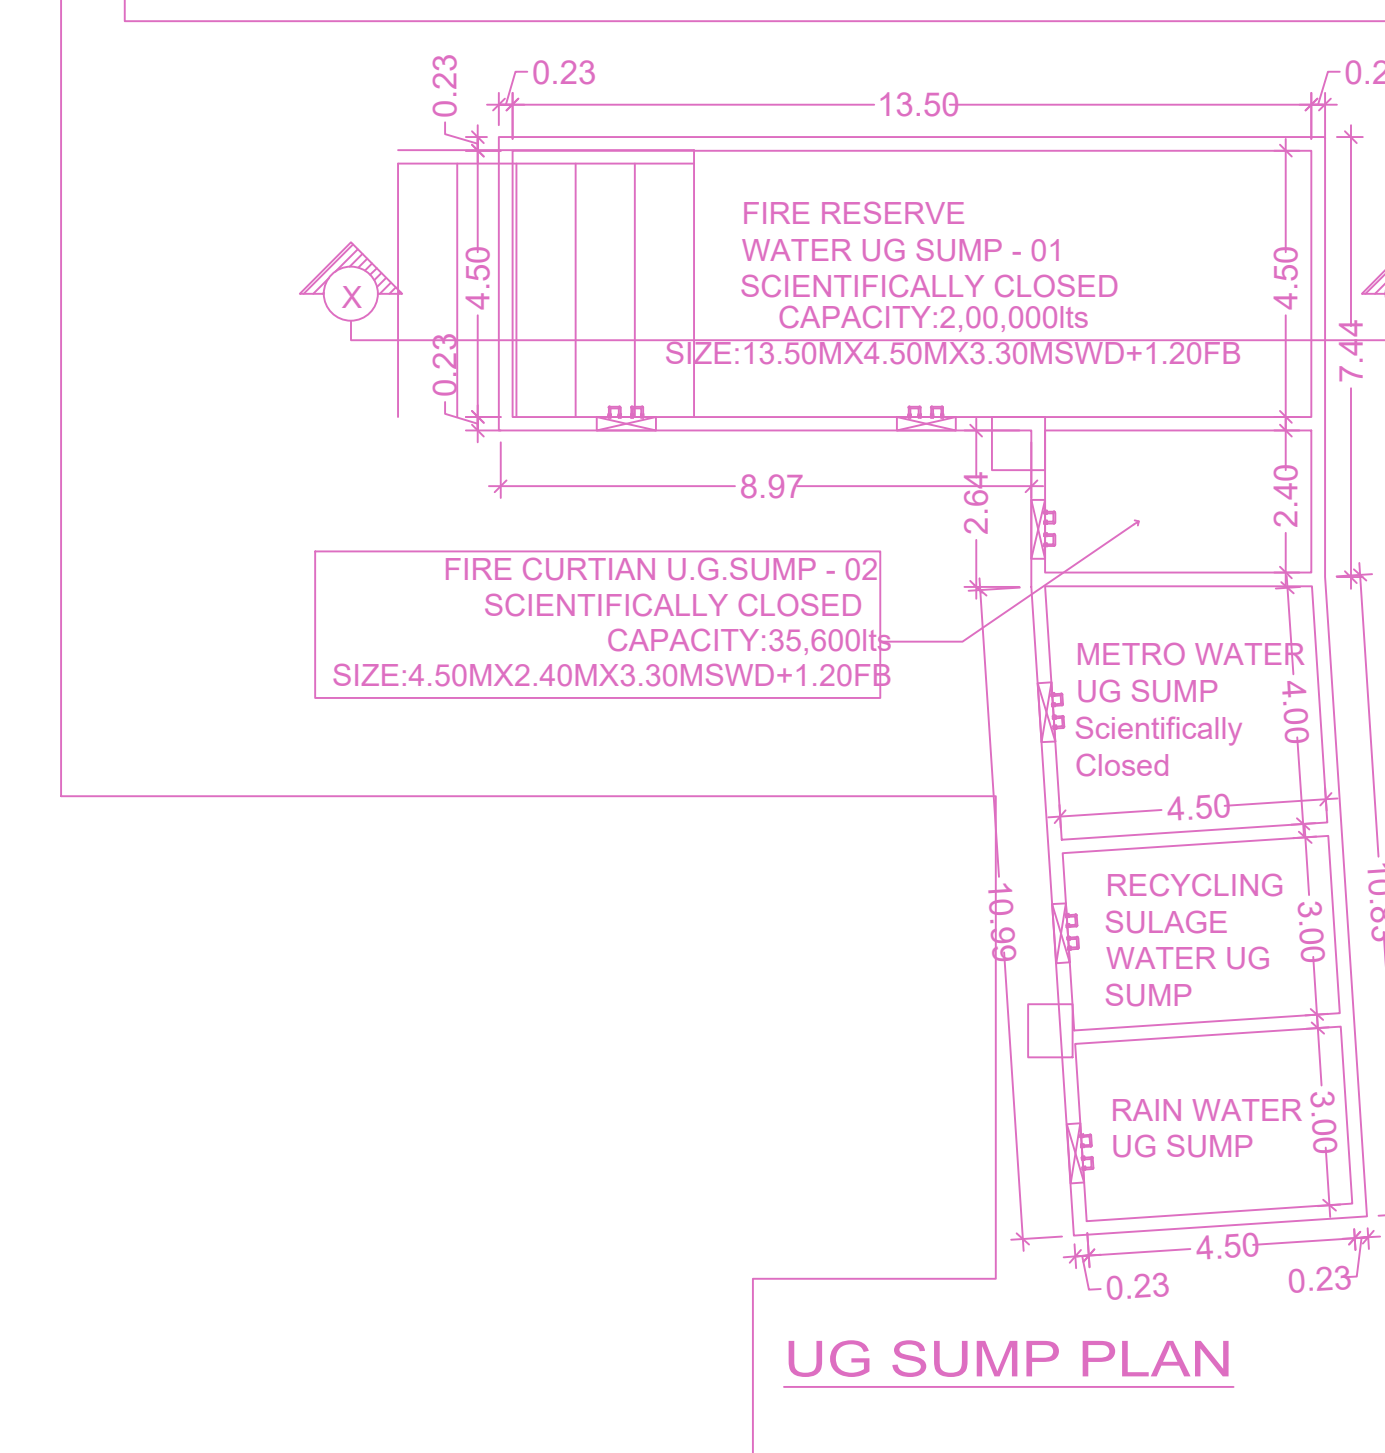 0.23
0.23
13.50
FIRE RESERVE
WATER UG SUMP - 01
SCIENTIFICALLY CLOSED
CAPACITY:2,00,000lts
SIZE:13.50MX4.50MX3.30MSWD+1.20FB
X
4.50
0.23
4.50
7.44
8.97
2.64
2.40
FIRE CURTIAN U.G.SUMP - 02
SCIENTIFICALLY CLOSED
CAPACITY:35,600lts
SIZE:4.50MX2.40MX3.30MSWD+1.20FB
METRO WATER
UG SUMP
Scientifically
Closed
4.00
4.50
10.99
RECYCLING
SULAGE
WATER UG
SUMP
3.00
RAIN WATER
UG SUMP
3.00
4.50
0.23
0.23
UG SUMP PLAN